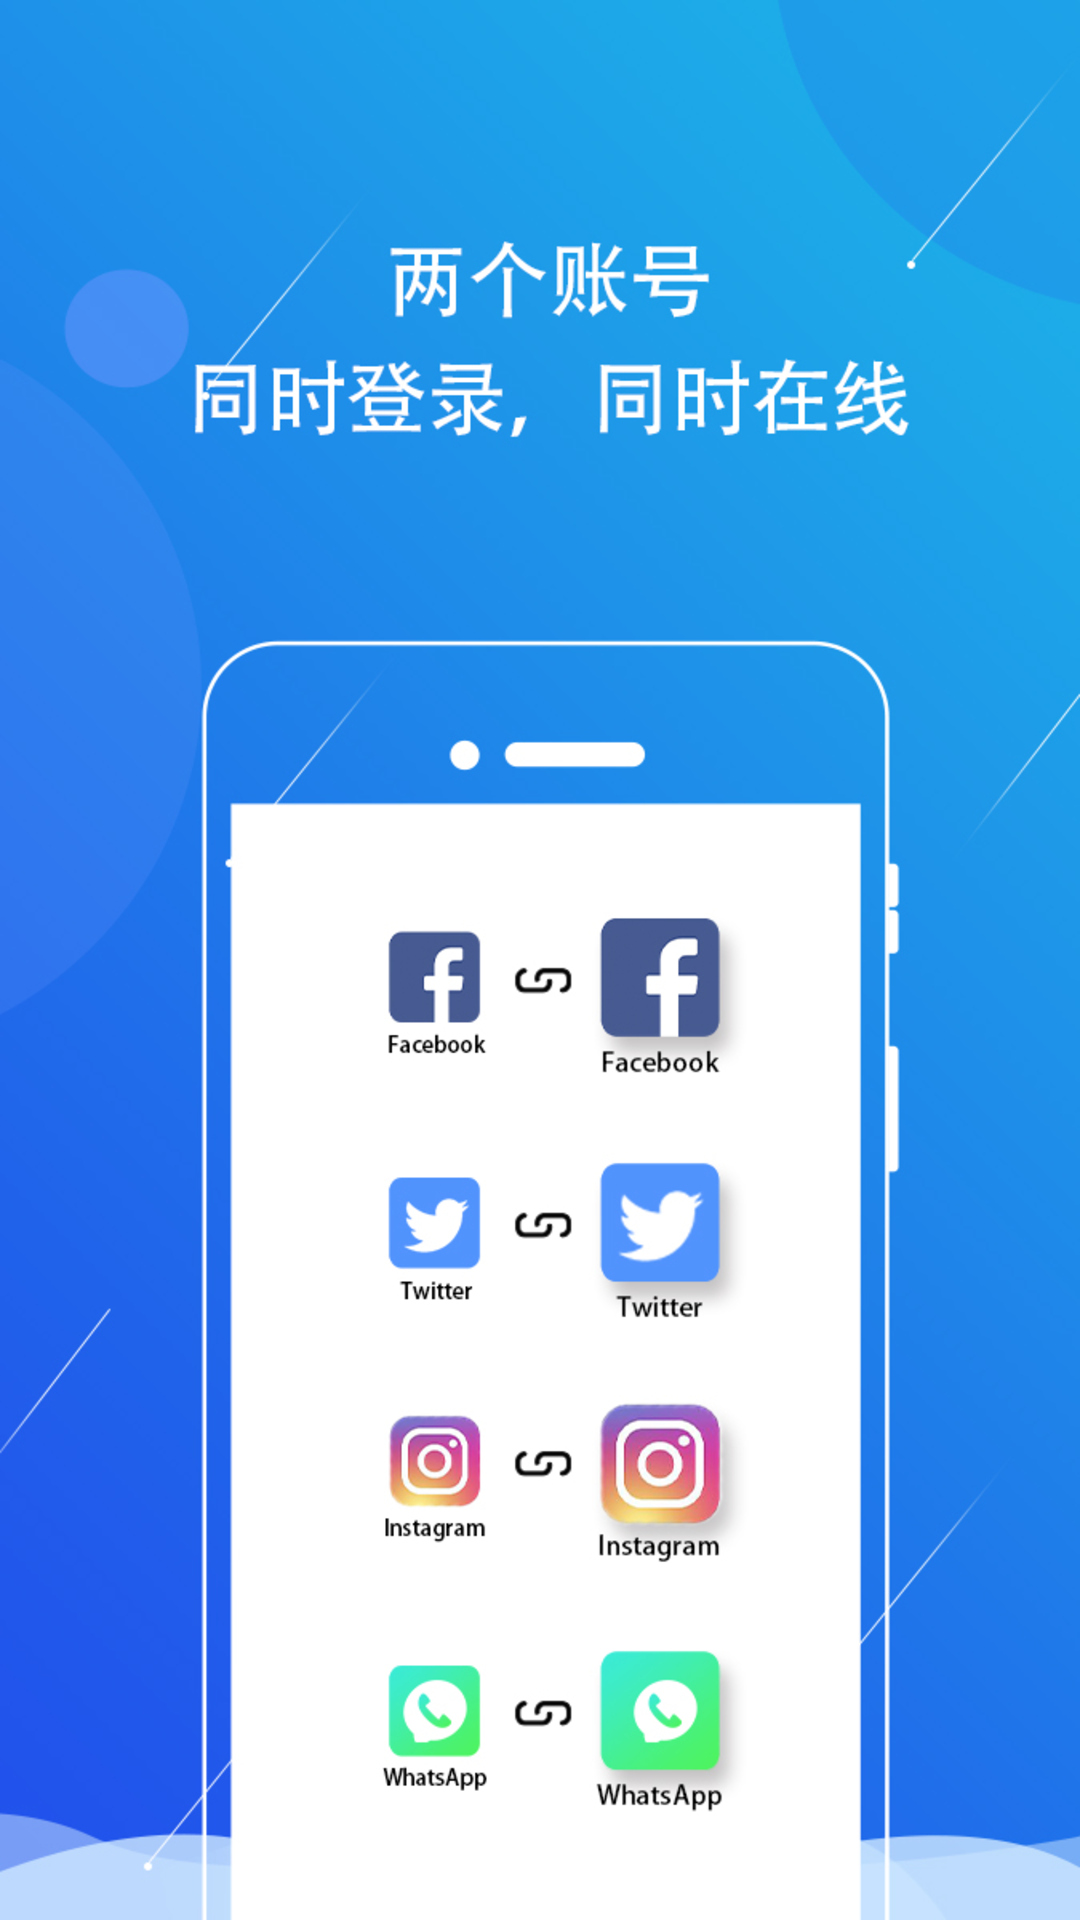 两个账号
同时登录，同时在线
Facebook
Facebook
Twitter
Twitter
Instagram
Instagram
WhatsApp
WhatsApp